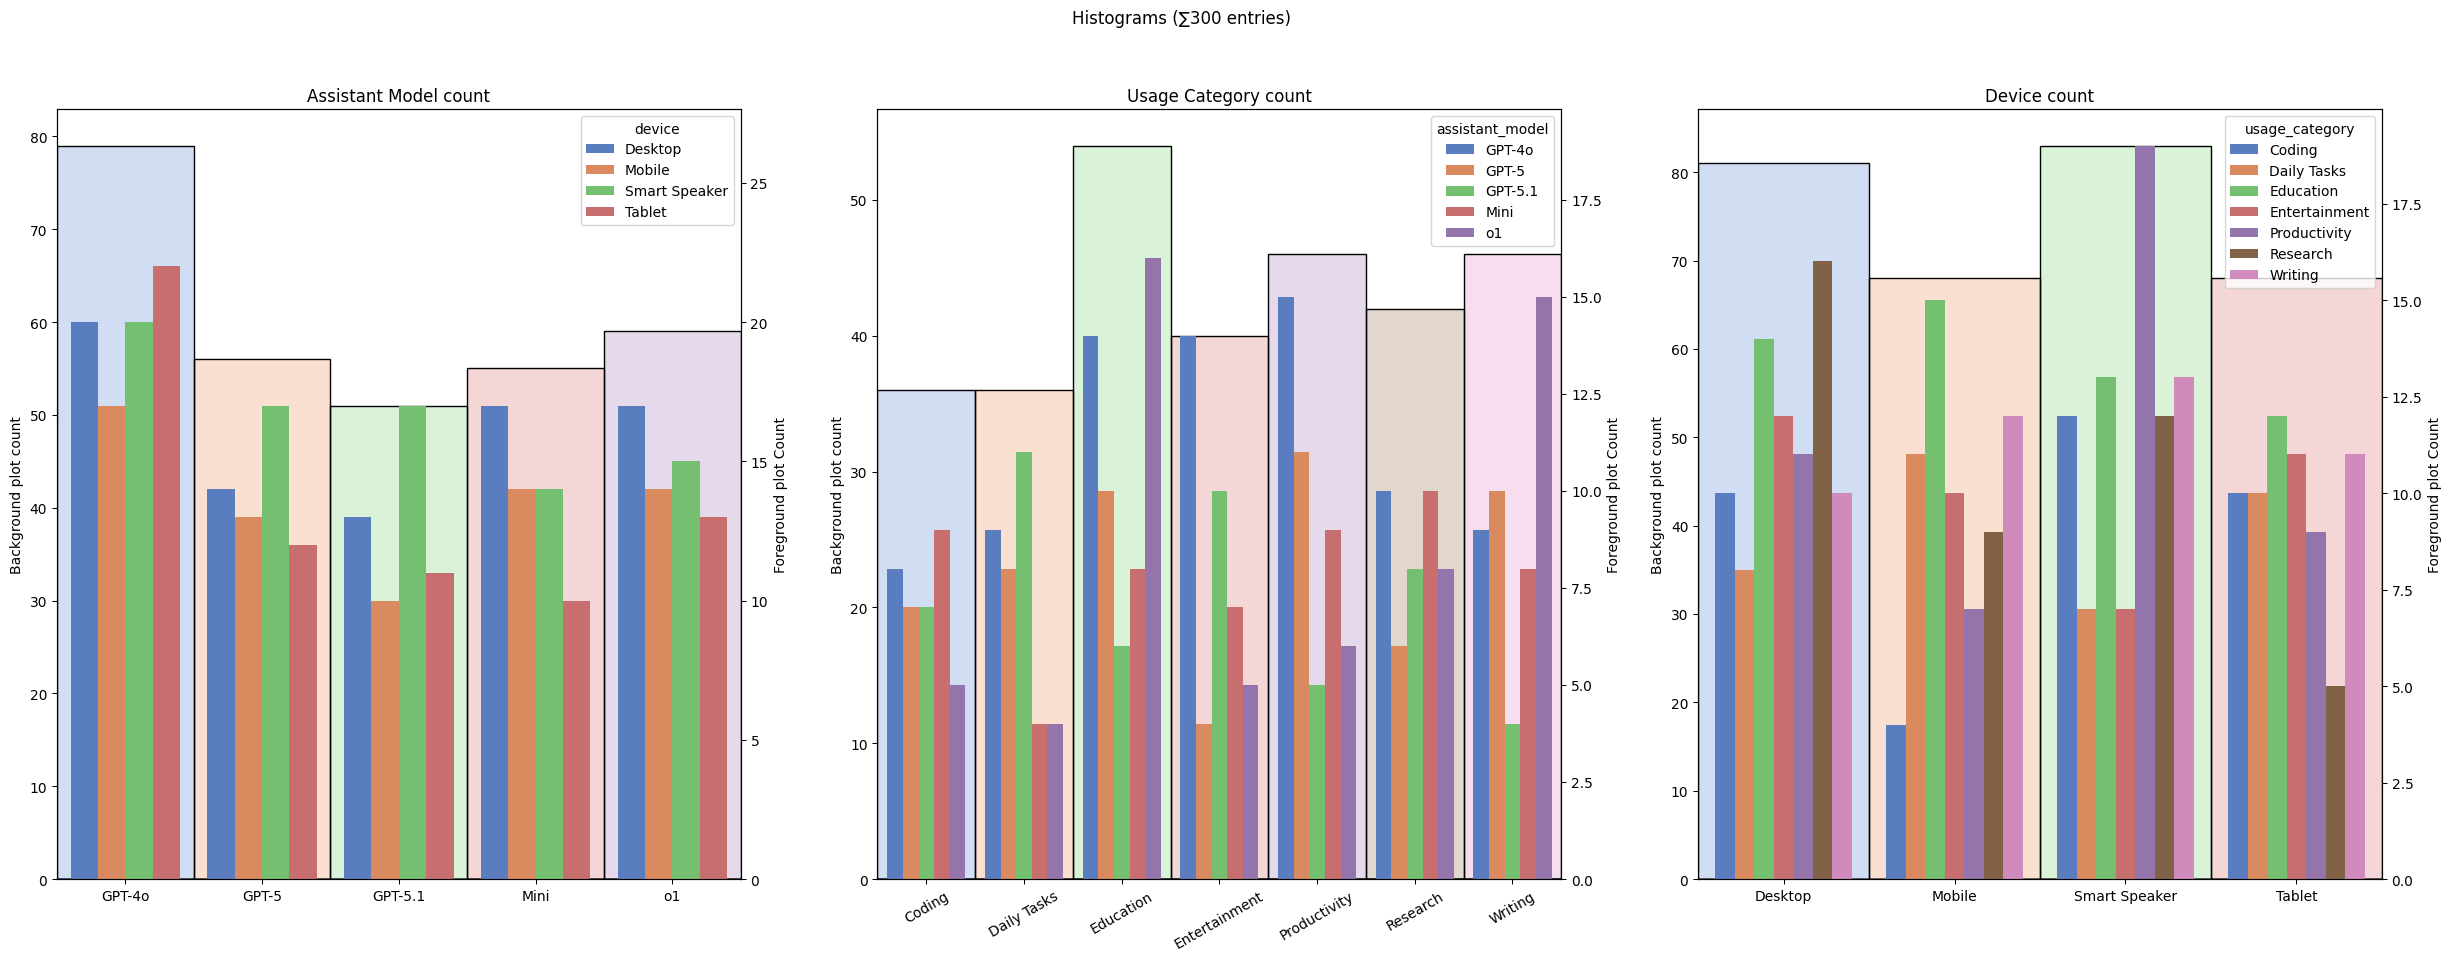 Histograms (∑300 entries)
Assistant Model count
Background plot count
80
70
60
50
40
30
20
10
0
GPT-4o
GPT-5
GPT-5.1
Mini
o1
device
Desktop
Mobile
Smart Speaker
Tablet
25
20
15
10
5
0
Foreground plot Count
Usage Category count
Background plot count
50
40
30
20
10
0
Coding
Daily Tasks
Education
Entertainment
Productivity
Research
Writing
assistant_model
GPT-4o
GPT-5
GPT-5.1
Mini
o1
17.5
15.0
12.5
10.0
7.5
5.0
2.5
0.0
Foreground plot Count
Device count
Background plot count
80
70
60
50
40
30
20
10
0
Desktop
Mobile
Smart Speaker
Tablet
usage_category
Coding
Daily Tasks
Education
Entertainment
Productivity
Research
Writing
17.5
15.0
12.5
10.0
7.5
5.0
2.5
0.0
Foreground plot Count